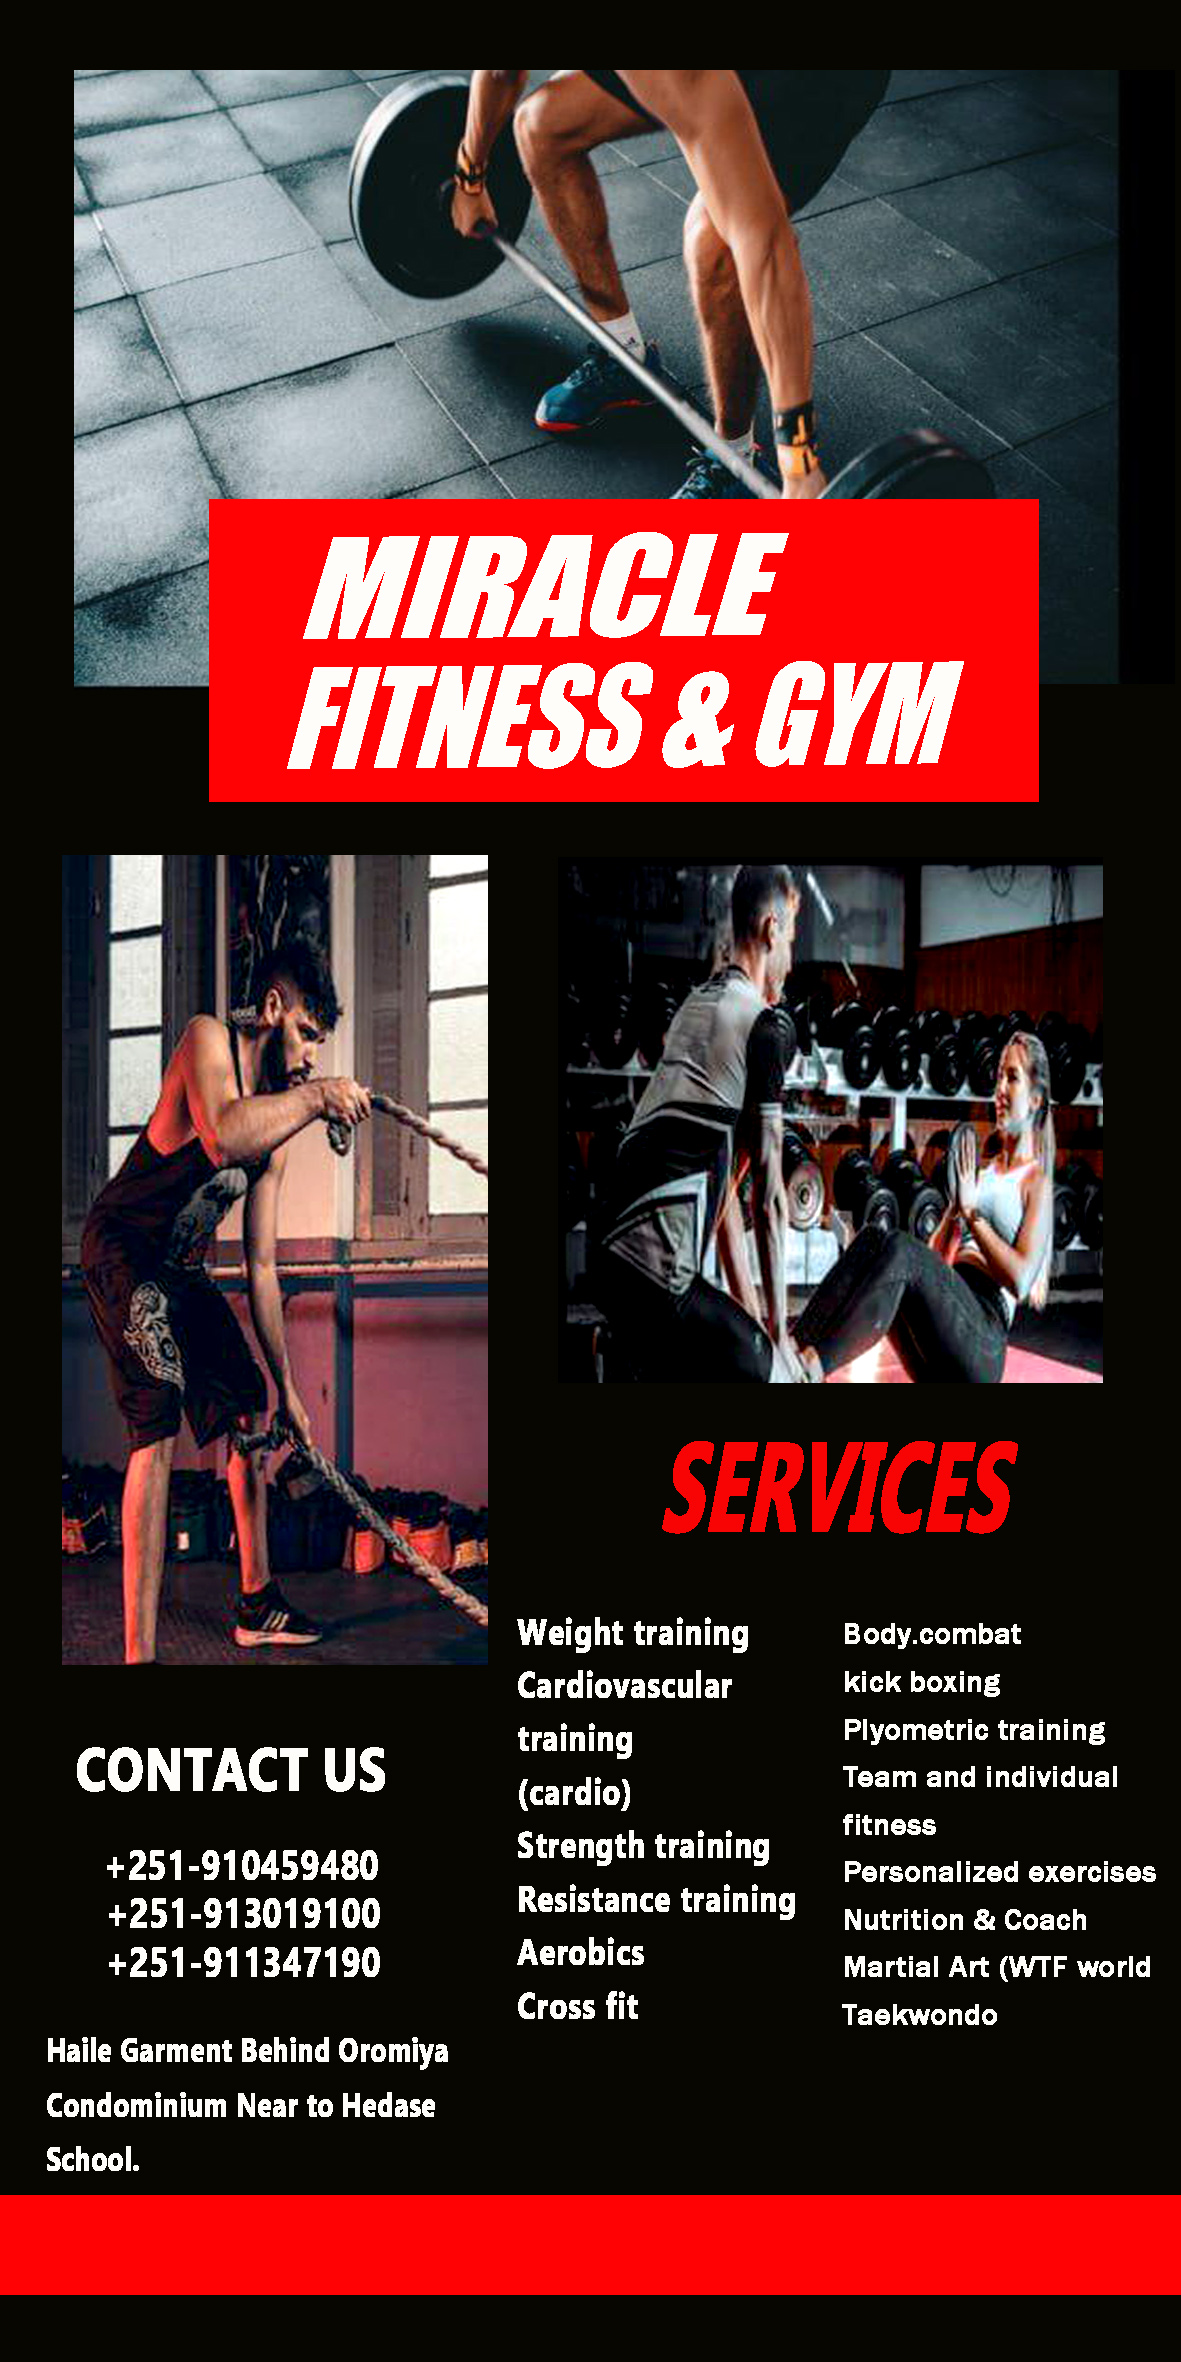 MIRACLE
FITNESS & GYM
SERVICES
Weight training
Cardiovascular
training
(cardio)
Strength training
Resistance training
Aerobics
Cross fit
Body.combat
kick boxing
Plyometric training
Team and individual
fitness
Personalized exercises
Nutrition & Coach
Martial Art (WTF world
Taekwondo
CONTACT US
+251-910459480
+251-913019100
+251-911347190
Haile Garment Behind Oromiya
Condominium Near to Hedase
School.